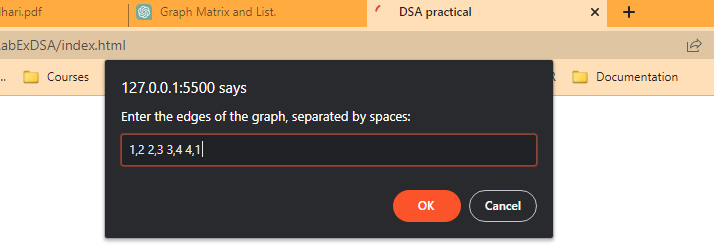 hari.pdf
Graph Matrix and List.
DSA practical
abExDSA/index.html
..
Courses
Documentation
127.0.0.1:5500 says
Enter the edges of the graph, separated by spaces:
1,2 2,3 3,4 4,1
OK
Cancel